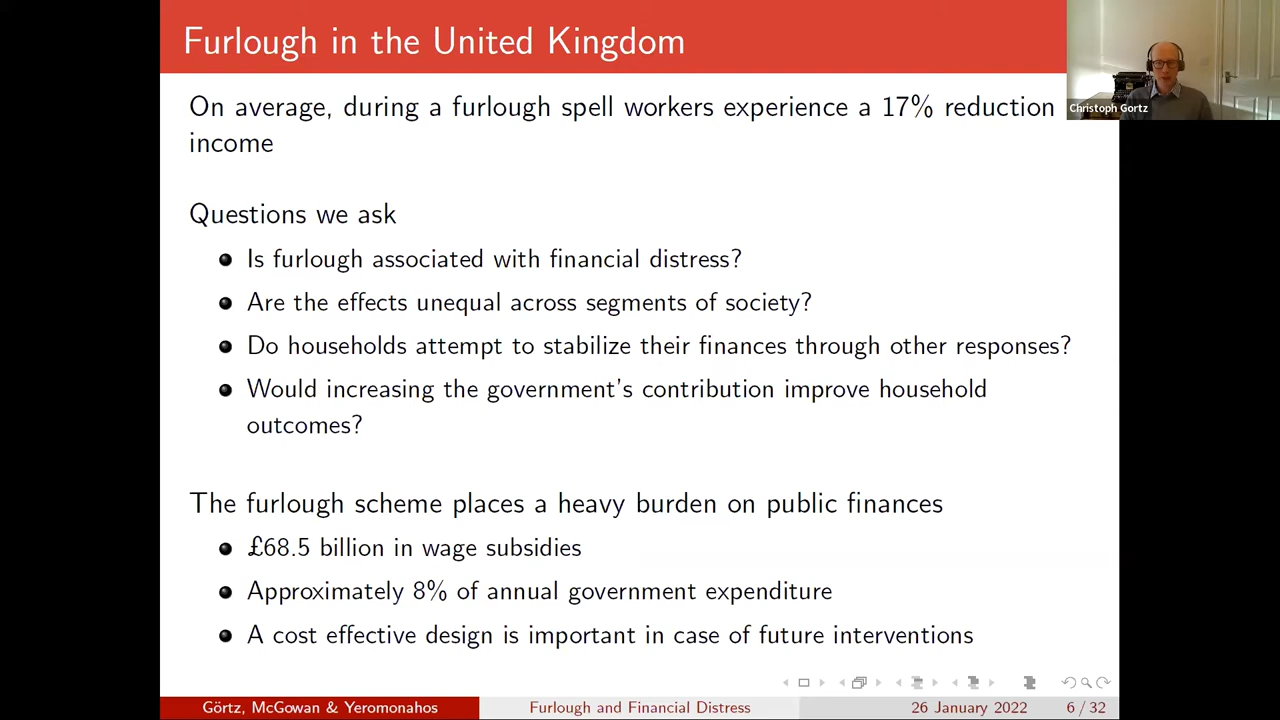 Furlough in the United Kingdom
Christoph Gortz
On average, during a furlough spell workers experience a 17% reduction
income
Questions we ask
Is furlough associated with financial distress?
Are the effects unequal across segments of society?
Do households attempt to stabilize their finances through other responses?
Would increasing the government's contribution improve household
outcomes?
The furlough scheme places a heavy burden on public finances
£68.5 billion in wage subsidies
Approximately 8% of annual government expenditure
A cost effective design is important in case of future interventions
Görtz, McGowan & Yeromonahos
Furlough and Financial Distress
26 January 2022
6 / 32